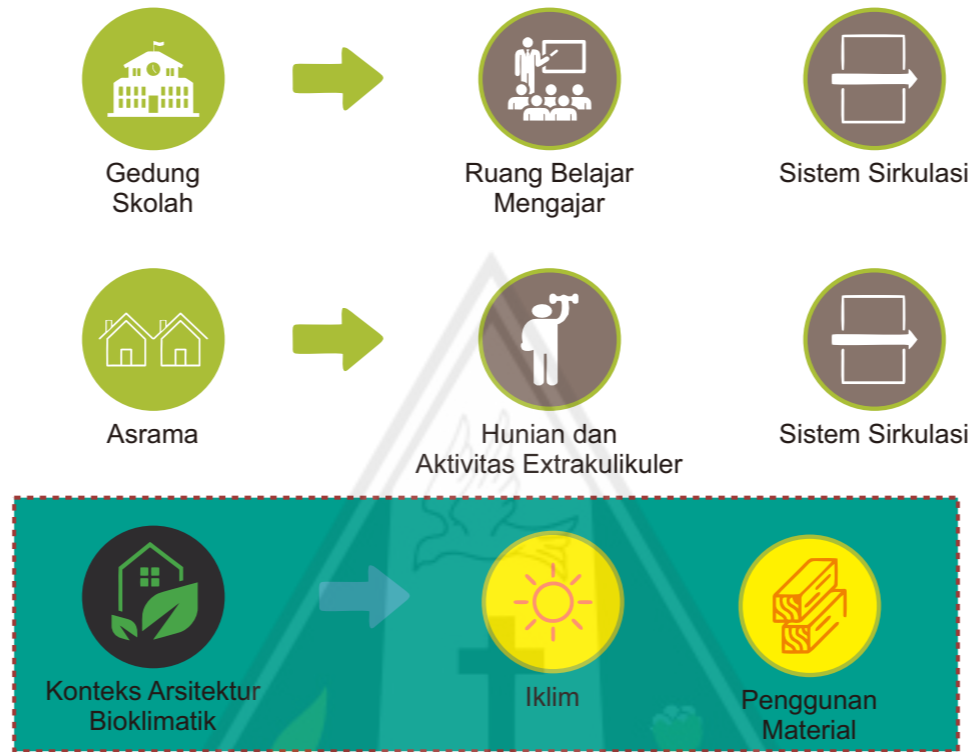 Gedung
Skolah
Ruang Belajar
Mengajar
Sistem Sirkulasi
Asrama
Hunian dan
Aktivitas Extrakulikuler
Sistem Sirkulasi
Konteks Arsitektur
Bioklimatik
Iklim
Penggunan
Material